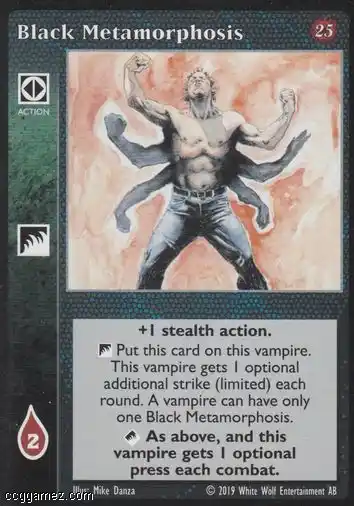 Black Metamorphosis
25
ACTION
+1 stealth action.
Put this card on this vampire.
This vampire gets 1 optional
additional strike (limited) each
round. A vampire can have only
one Black Metamorphosis.
As above, and this
vampire gets 1 optional
press each combat.
2
Illus: Mike Danza
© 2019 White Wolf Entertainment AB
ccggamez.com